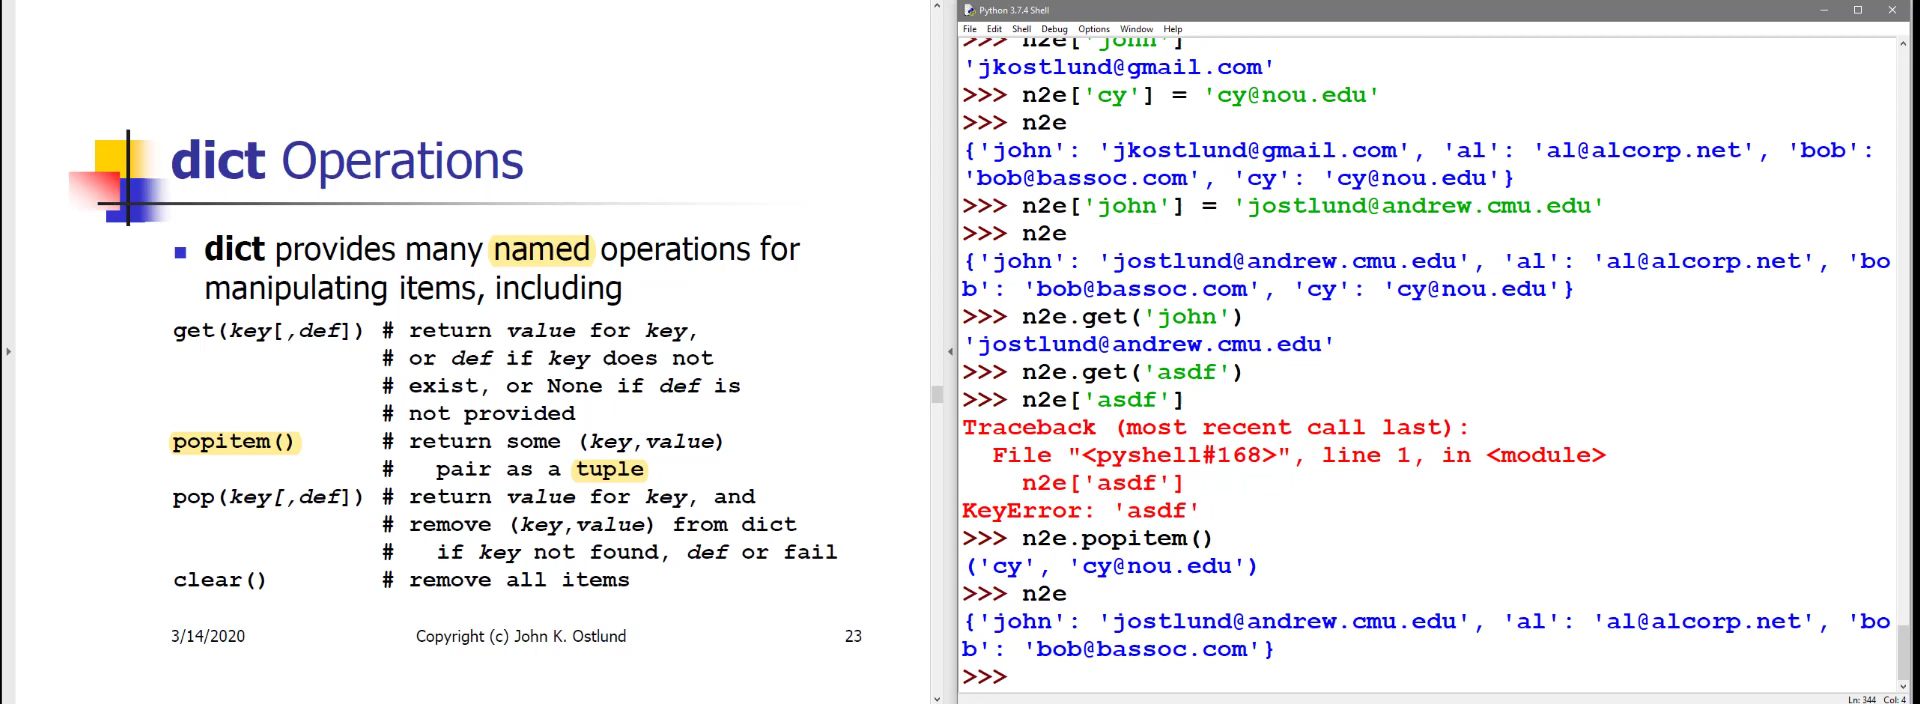 dict Operations
dict provides many named operations for
manipulating items, including
get(key[,def]) # return value for key,
# or def if key does not
# exist, or None if def is
# not provided
popitem() # return some (key,value)
# pair as a tuple
pop(key[,def]) # return value for key, and
# remove (key,value) from dict
# if key not found, def or fail
clear() # remove all items
3/14/2020 Copyright (c) John K. Ostlund 23
Python 3.7.4 Shell
File Edit Shell Debug Options Window Help
>>> n2e['john']
'jkostlund@gmail.com'
>>> n2e['cy'] = 'cy@nou.edu'
>>> n2e
{'john': 'jkostlund@gmail.com', 'al': 'al@alcorp.net', 'bob':
'bob@bassoc.com', 'cy': 'cy@nou.edu'}
>>> n2e['john'] = 'jostlund@andrew.cmu.edu'
>>> n2e
{'john': 'jostlund@andrew.cmu.edu', 'al': 'al@alcorp.net', 'bo
b': 'bob@bassoc.com', 'cy': 'cy@nou.edu'}
>>> n2e.get('john')
'jostlund@andrew.cmu.edu'
>>> n2e.get('asdf')
>>> n2e['asdf']
Traceback (most recent call last):
File "<pyshell#168>", line 1, in <module>
n2e['asdf']
KeyError: 'asdf'
>>> n2e.popitem()
('cy', 'cy@nou.edu')
>>> n2e
{'john': 'jostlund@andrew.cmu.edu', 'al': 'al@alcorp.net', 'bo
b': 'bob@bassoc.com'}
>>>
Ln: 344 Col: 4